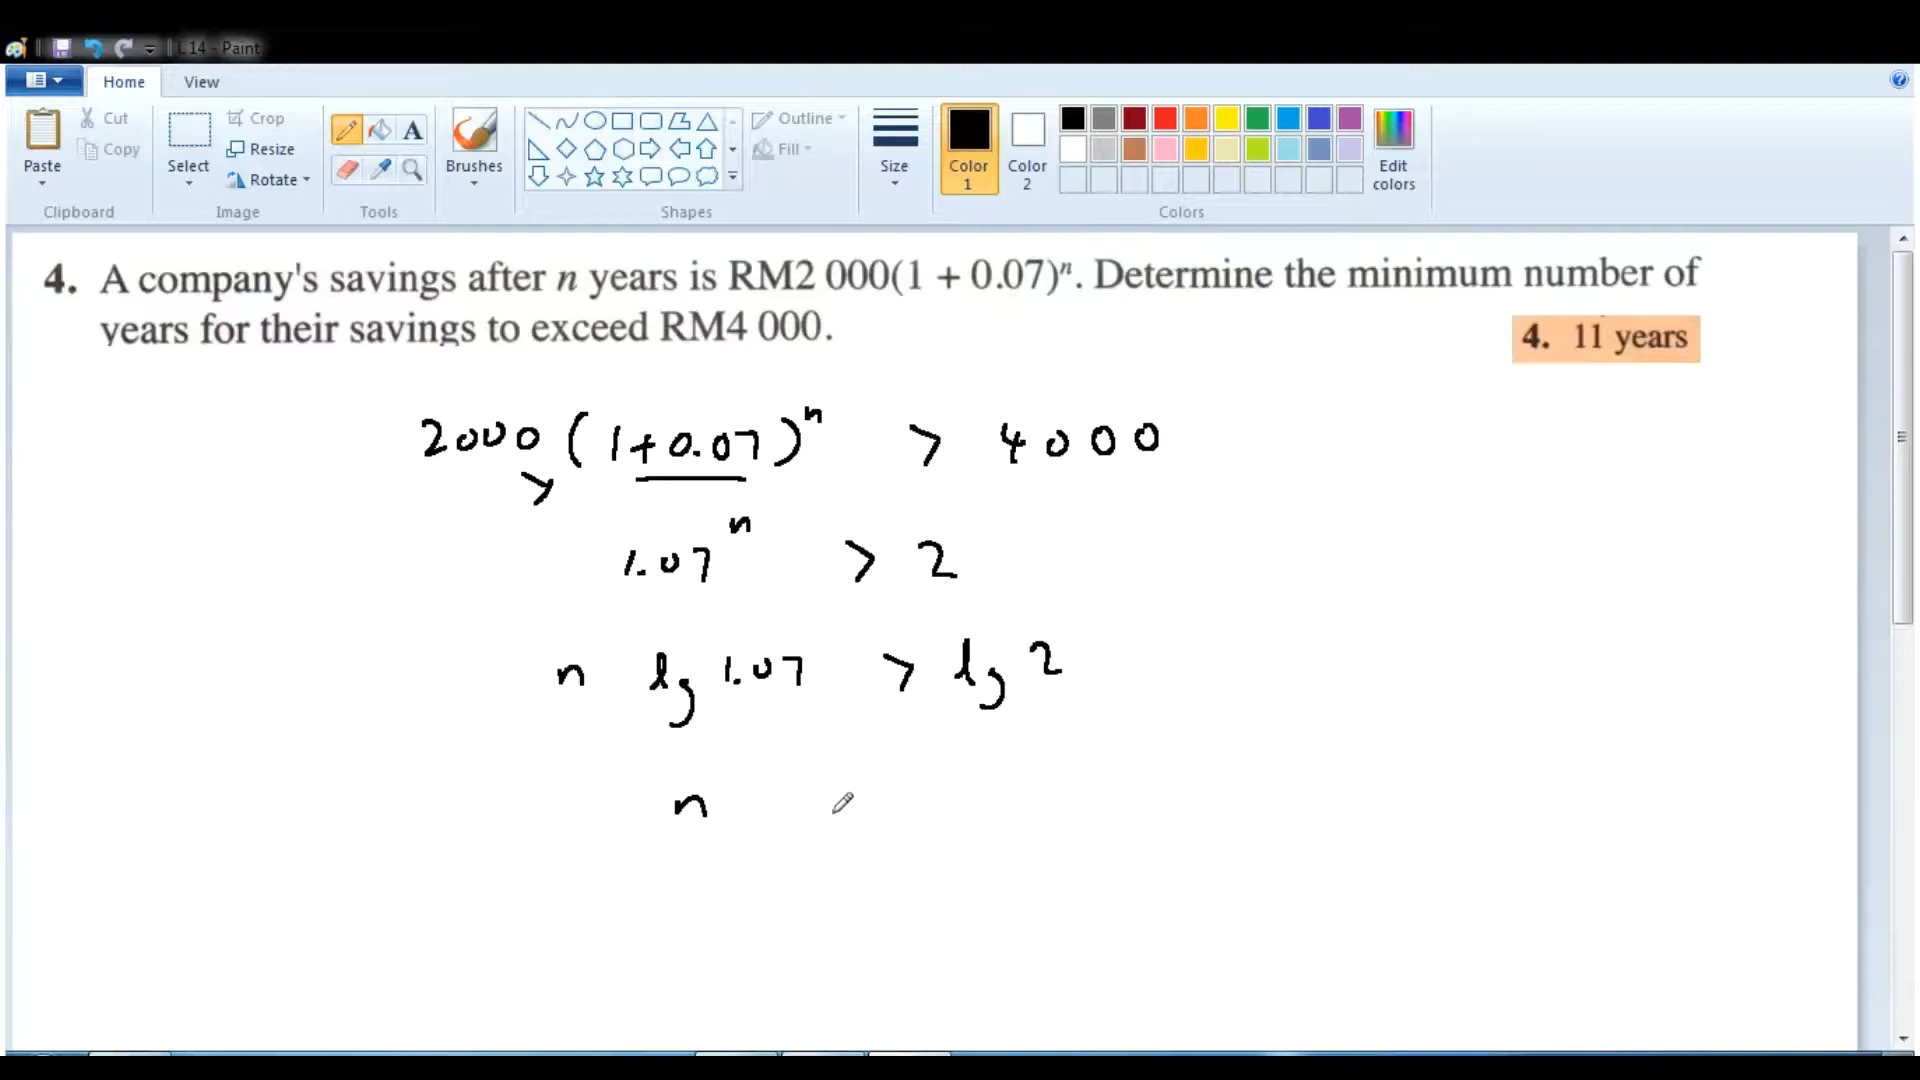 L 14 - Paint
Home View
Paste Cut Copy Clipboard
Select Crop Resize Rotate Image
A Tools
Brushes
Outline Fill Shapes
Size
Color 1 Color 2 Edit colors Colors
4. A company's savings after n years is RM2 000(1 + 0.07)ⁿ. Determine the minimum number of
years for their savings to exceed RM4 000.
4. 11 years
2000 (1+0.07)ⁿ > 4000
1.07ⁿ > 2
n lg 1.07 > lg 2
n